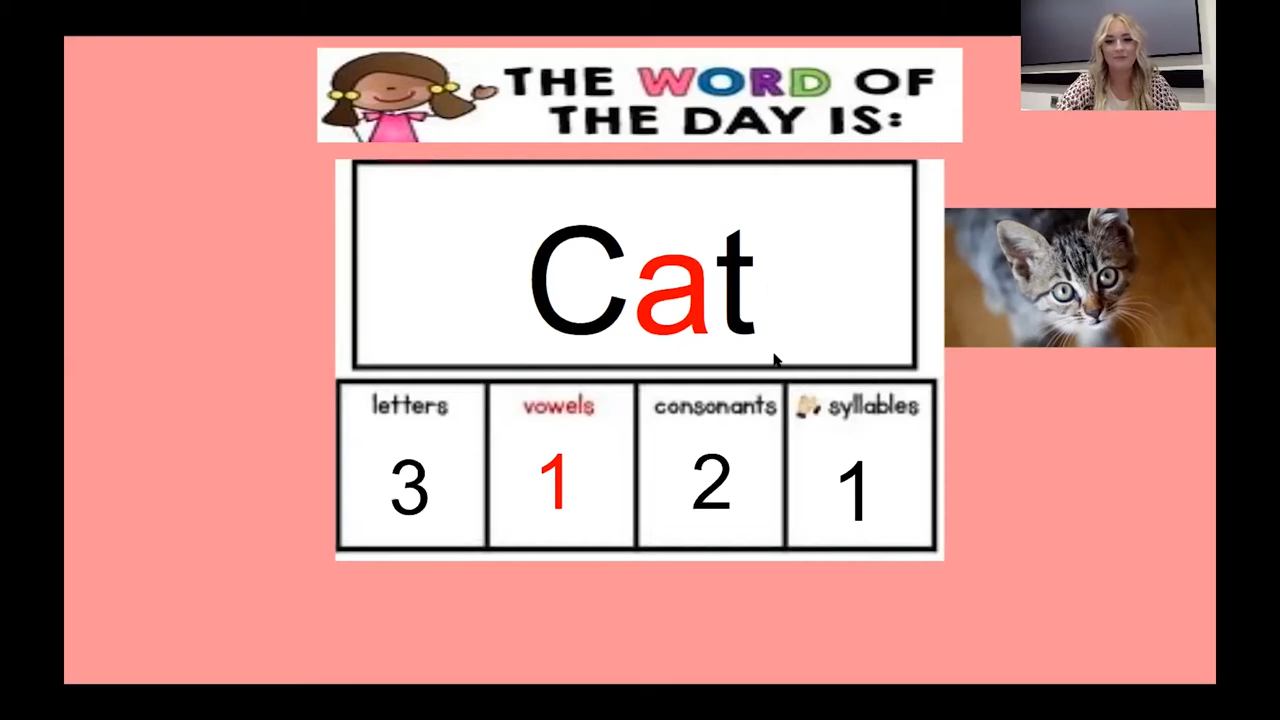 THE WORD OF
THE DAY IS:
Cat
letters vowels consonants syllables
3 1 2 1